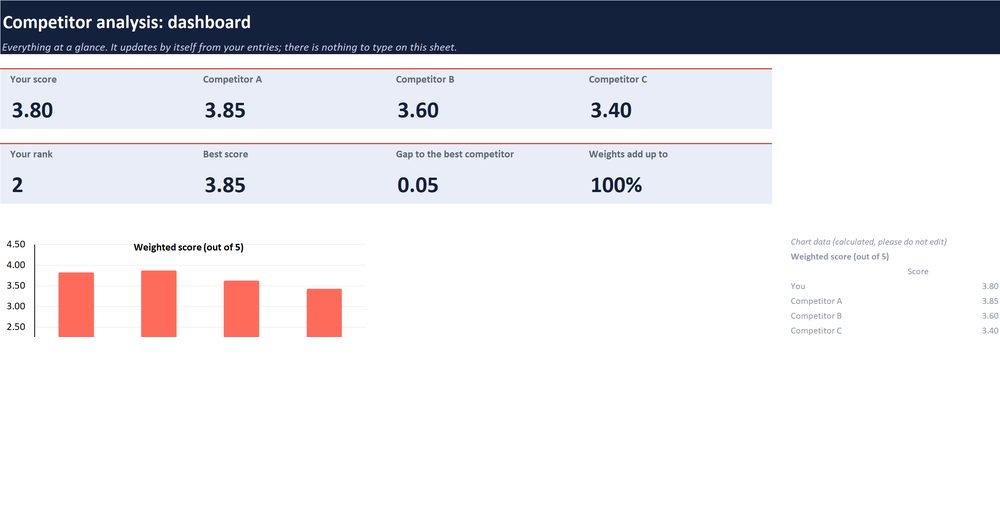 Competitor analysis: dashboard
Everything at a glance. It updates by itself from your entries; there is nothing to type on this sheet.
Your score Competitor A Competitor B Competitor C
3.80 3.85 3.60 3.40
Your rank Best score Gap to the best competitor Weights add up to
2 3.85 0.05 100%
Weighted score (out of 5)
4.50
4.00
3.50
3.00
2.50
Chart data (calculated, please do not edit)
Weighted score (out of 5)
Score
You 3.80
Competitor A 3.85
Competitor B 3.60
Competitor C 3.40